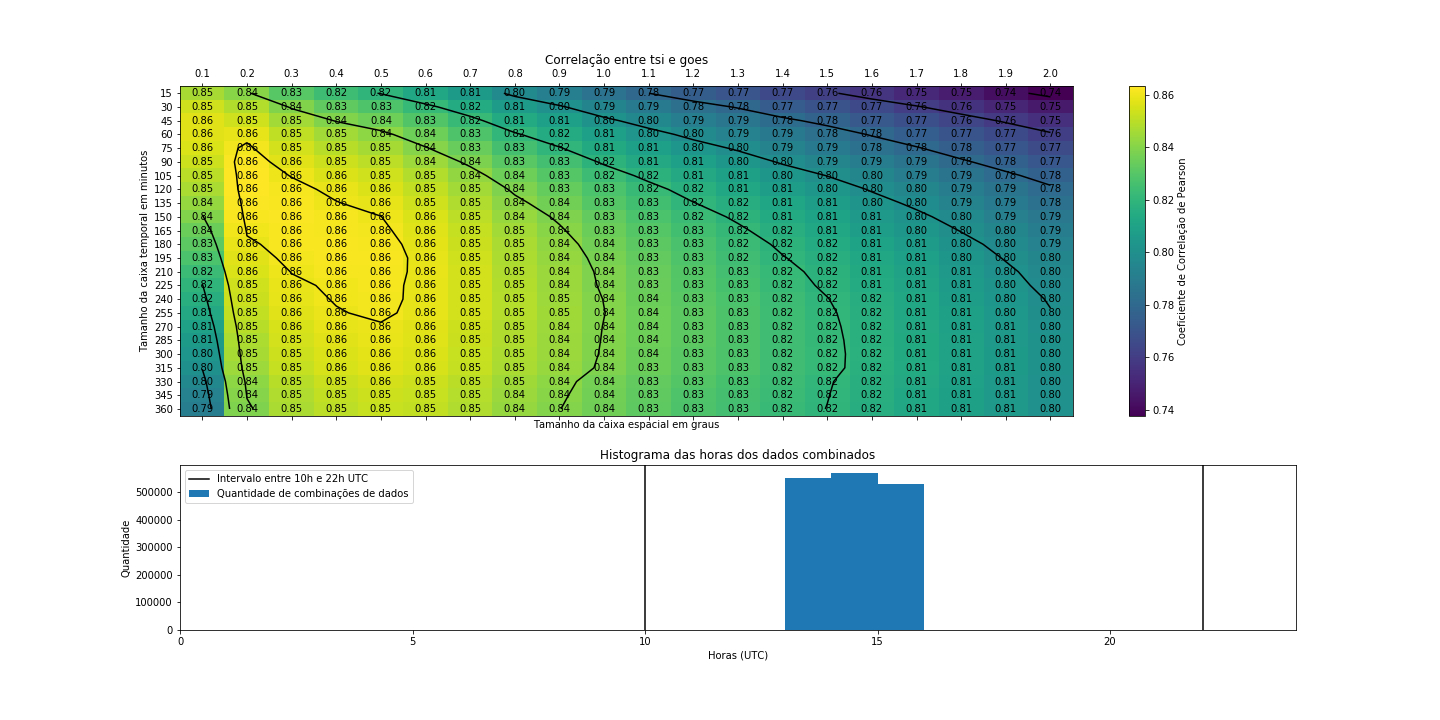 Correlação entre tsi e goes
0.1 0.2 0.3 0.4 0.5 0.6 0.7 0.8 0.9 1.0 1.1 1.2 1.3 1.4 1.5 1.6 1.7 1.8 1.9 2.0
15 0.85 0.84 0.83 0.82 0.82 0.81 0.81 0.80 0.79 0.79 0.78 0.77 0.77 0.77 0.76 0.76 0.75 0.75 0.74 0.74
30 0.85 0.85 0.84 0.83 0.83 0.82 0.82 0.81 0.80 0.79 0.79 0.78 0.78 0.77 0.77 0.77 0.76 0.76 0.75 0.75
45 0.86 0.85 0.85 0.84 0.84 0.83 0.82 0.81 0.81 0.80 0.80 0.79 0.79 0.78 0.78 0.77 0.77 0.76 0.76 0.75
60 0.86 0.86 0.85 0.85 0.84 0.84 0.83 0.82 0.82 0.81 0.80 0.80 0.79 0.79 0.78 0.78 0.77 0.77 0.77 0.76
75 0.86 0.86 0.85 0.85 0.85 0.84 0.83 0.83 0.82 0.81 0.81 0.80 0.80 0.79 0.79 0.78 0.78 0.78 0.77 0.77
90 0.85 0.86 0.86 0.85 0.85 0.84 0.84 0.83 0.83 0.82 0.81 0.81 0.80 0.80 0.79 0.79 0.79 0.78 0.78 0.77
105 0.85 0.86 0.86 0.86 0.85 0.85 0.84 0.84 0.83 0.82 0.82 0.81 0.81 0.80 0.80 0.80 0.79 0.79 0.78 0.78
120 0.85 0.86 0.86 0.86 0.85 0.85 0.85 0.84 0.83 0.83 0.82 0.82 0.81 0.81 0.80 0.80 0.80 0.79 0.79 0.78
135 0.84 0.86 0.86 0.86 0.86 0.85 0.85 0.84 0.84 0.83 0.83 0.82 0.82 0.81 0.81 0.80 0.80 0.79 0.79 0.78
150 0.84 0.86 0.86 0.86 0.86 0.85 0.85 0.84 0.84 0.83 0.83 0.82 0.82 0.81 0.81 0.81 0.80 0.80 0.79 0.79
165 0.84 0.86 0.86 0.86 0.86 0.86 0.85 0.85 0.84 0.83 0.83 0.83 0.82 0.82 0.81 0.81 0.80 0.80 0.80 0.79
180 0.83 0.86 0.86 0.86 0.86 0.86 0.85 0.85 0.84 0.84 0.83 0.83 0.82 0.82 0.82 0.81 0.81 0.80 0.80 0.79
195 0.83 0.86 0.86 0.86 0.86 0.86 0.85 0.85 0.84 0.84 0.83 0.83 0.82 0.82 0.82 0.81 0.81 0.80 0.80 0.80
210 0.82 0.86 0.86 0.86 0.86 0.86 0.85 0.85 0.84 0.84 0.83 0.83 0.83 0.82 0.82 0.81 0.81 0.81 0.80 0.80
225 0.82 0.85 0.86 0.86 0.86 0.86 0.85 0.85 0.84 0.84 0.83 0.83 0.83 0.82 0.82 0.81 0.81 0.81 0.80 0.80
240 0.82 0.85 0.86 0.86 0.86 0.86 0.85 0.85 0.84 0.84 0.84 0.83 0.83 0.82 0.82 0.82 0.81 0.81 0.80 0.80
255 0.81 0.85 0.86 0.86 0.86 0.86 0.85 0.85 0.84 0.84 0.84 0.83 0.83 0.82 0.82 0.82 0.81 0.81 0.80 0.80
270 0.81 0.85 0.86 0.86 0.86 0.86 0.85 0.85 0.84 0.84 0.84 0.83 0.83 0.82 0.82 0.82 0.81 0.81 0.81 0.80
285 0.81 0.85 0.85 0.86 0.86 0.86 0.85 0.85 0.84 0.84 0.84 0.83 0.83 0.82 0.82 0.82 0.81 0.81 0.81 0.80
300 0.80 0.85 0.85 0.86 0.86 0.86 0.85 0.85 0.84 0.84 0.84 0.83 0.83 0.82 0.82 0.82 0.81 0.81 0.81 0.80
315 0.80 0.85 0.85 0.85 0.86 0.85 0.85 0.85 0.84 0.84 0.83 0.83 0.83 0.82 0.82 0.82 0.81 0.81 0.81 0.80
330 0.80 0.84 0.85 0.85 0.86 0.85 0.85 0.85 0.84 0.84 0.83 0.83 0.83 0.82 0.82 0.82 0.81 0.81 0.81 0.80
345 0.79 0.84 0.85 0.85 0.85 0.85 0.85 0.84 0.84 0.84 0.83 0.83 0.83 0.82 0.82 0.82 0.81 0.81 0.81 0.80
360 0.79 0.84 0.85 0.85 0.85 0.85 0.85 0.84 0.84 0.84 0.83 0.83 0.83 0.82 0.82 0.82 0.81 0.81 0.81 0.80
Tamanho da caixa temporal em minutos
Tamanho da caixa espacial em graus
0.86
0.84
0.82
0.80
0.78
0.76
0.74
Coeficiente de Correlação de Pearson
Histograma das horas dos dados combinados
Intervalo entre 10h e 22h UTC
Quantidade de combinações de dados
500000
400000
300000
200000
100000
0
Quantidade
0 5 10 15 20
Horas (UTC)